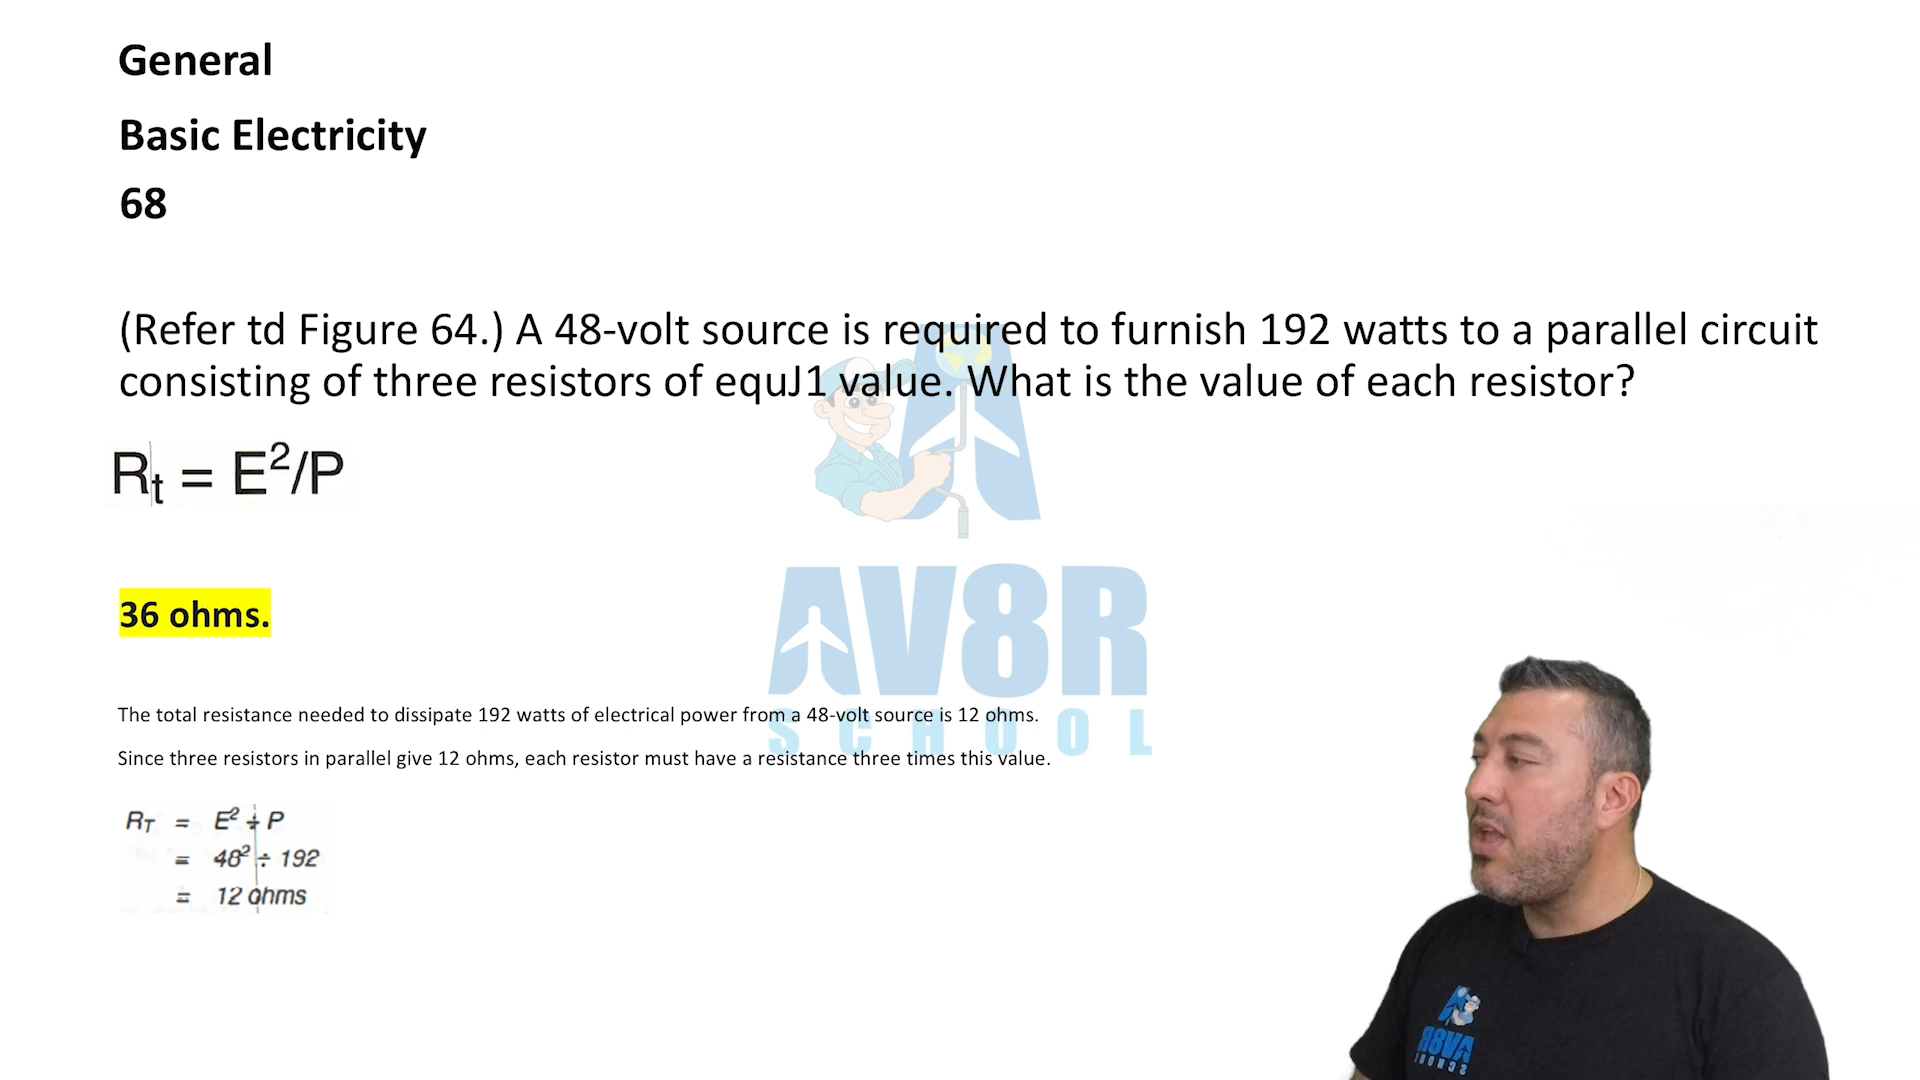 General
Basic Electricity
68
(Refer td Figure 64.) A 48-volt source is required to furnish 192 watts to a parallel circuit
consisting of three resistors of equJ1 value. What is the value of each resistor?
Rt = E²/P
36 ohms.
AV8R
SCHOOL
The total resistance needed to dissipate 192 watts of electrical power from a 48-volt source is 12 ohms.
Since three resistors in parallel give 12 ohms, each resistor must have a resistance three times this value.
RT = E² ÷ P
= 48² ÷ 192
= 12 ohms
AV8R
SCHOOL